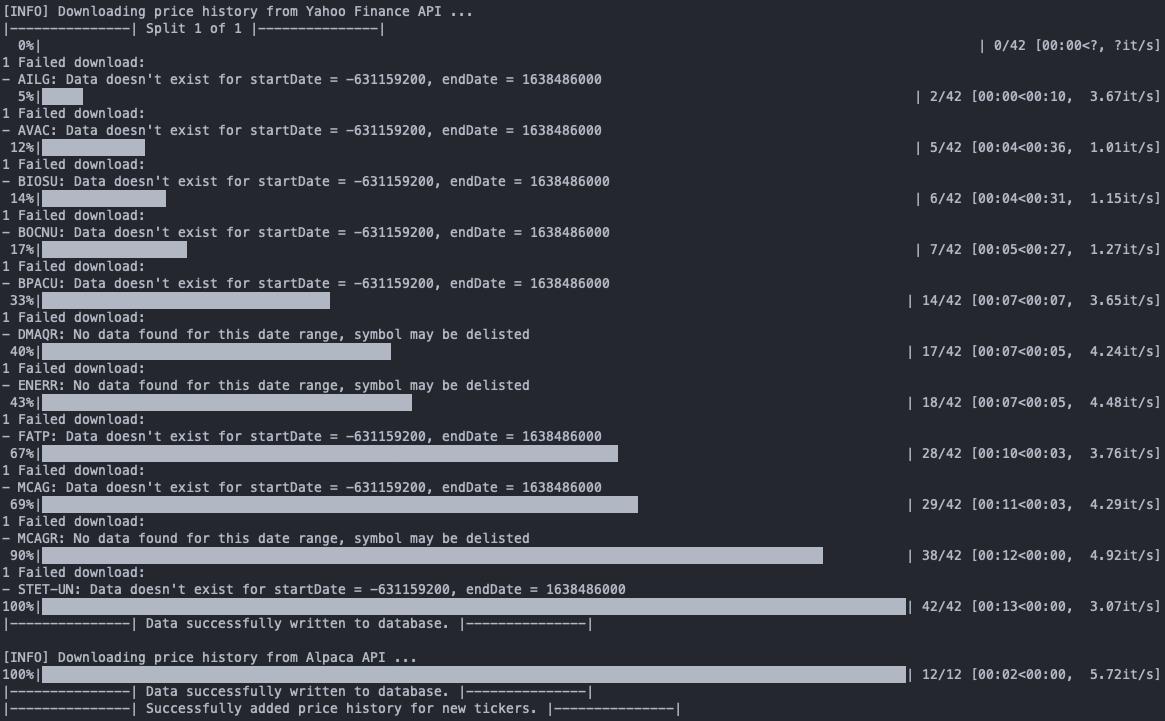 [INFO] Downloading price history from Yahoo Finance API ...
|---------------| Split 1 of 1 |---------------|
0%| | 0/42 [00:00<?, ?it/s]
1 Failed download:
- AILG: Data doesn't exist for startDate = -631159200, endDate = 1638486000
5%| | 2/42 [00:00<00:10, 3.67it/s]
1 Failed download:
- AVAC: Data doesn't exist for startDate = -631159200, endDate = 1638486000
12%| | 5/42 [00:04<00:36, 1.01it/s]
1 Failed download:
- BIOSU: Data doesn't exist for startDate = -631159200, endDate = 1638486000
14%| | 6/42 [00:04<00:31, 1.15it/s]
1 Failed download:
- BOCNU: Data doesn't exist for startDate = -631159200, endDate = 1638486000
17%| | 7/42 [00:05<00:27, 1.27it/s]
1 Failed download:
- BPACU: Data doesn't exist for startDate = -631159200, endDate = 1638486000
33%| | 14/42 [00:07<00:07, 3.65it/s]
1 Failed download:
- DMAQR: No data found for this date range, symbol may be delisted
40%| | 17/42 [00:07<00:05, 4.24it/s]
1 Failed download:
- ENERR: No data found for this date range, symbol may be delisted
43%| | 18/42 [00:07<00:05, 4.48it/s]
1 Failed download:
- FATP: Data doesn't exist for startDate = -631159200, endDate = 1638486000
67%| | 28/42 [00:10<00:03, 3.76it/s]
1 Failed download:
- MCAG: Data doesn't exist for startDate = -631159200, endDate = 1638486000
69%| | 29/42 [00:11<00:03, 4.29it/s]
1 Failed download:
- MCAGR: No data found for this date range, symbol may be delisted
90%| | 38/42 [00:12<00:00, 4.92it/s]
1 Failed download:
- STET-UN: Data doesn't exist for startDate = -631159200, endDate = 1638486000
100%| | 42/42 [00:13<00:00, 3.07it/s]
|---------------| Data successfully written to database. |---------------|
[INFO] Downloading price history from Alpaca API ...
100%| | 12/12 [00:02<00:00, 5.72it/s]
|---------------| Data successfully written to database. |---------------|
|---------------| Successfully added price history for new tickers. |---------------|